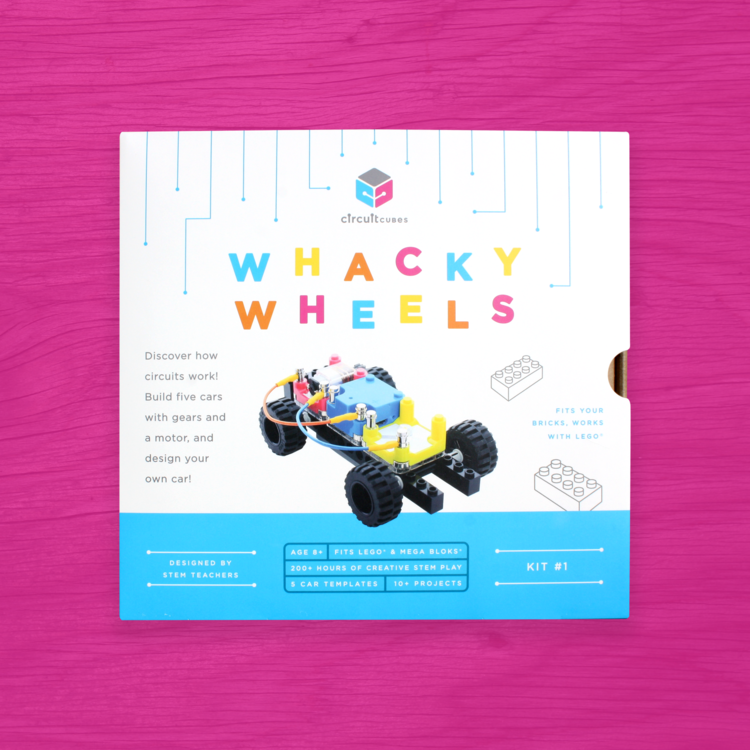 circuitCUBES
WHACKY
WHEELS
Discover how
circuits work!
Build five cars
with gears and
a motor, and
design your
own car!
FITS YOUR
BRICKS, WORKS
WITH LEGO®
DESIGNED BY
STEM TEACHERS
AGE 8+
FITS LEGO® & MEGA BLOKS®
200+ HOURS OF CREATIVE STEM PLAY
5 CAR TEMPLATES
10+ PROJECTS
KIT #1